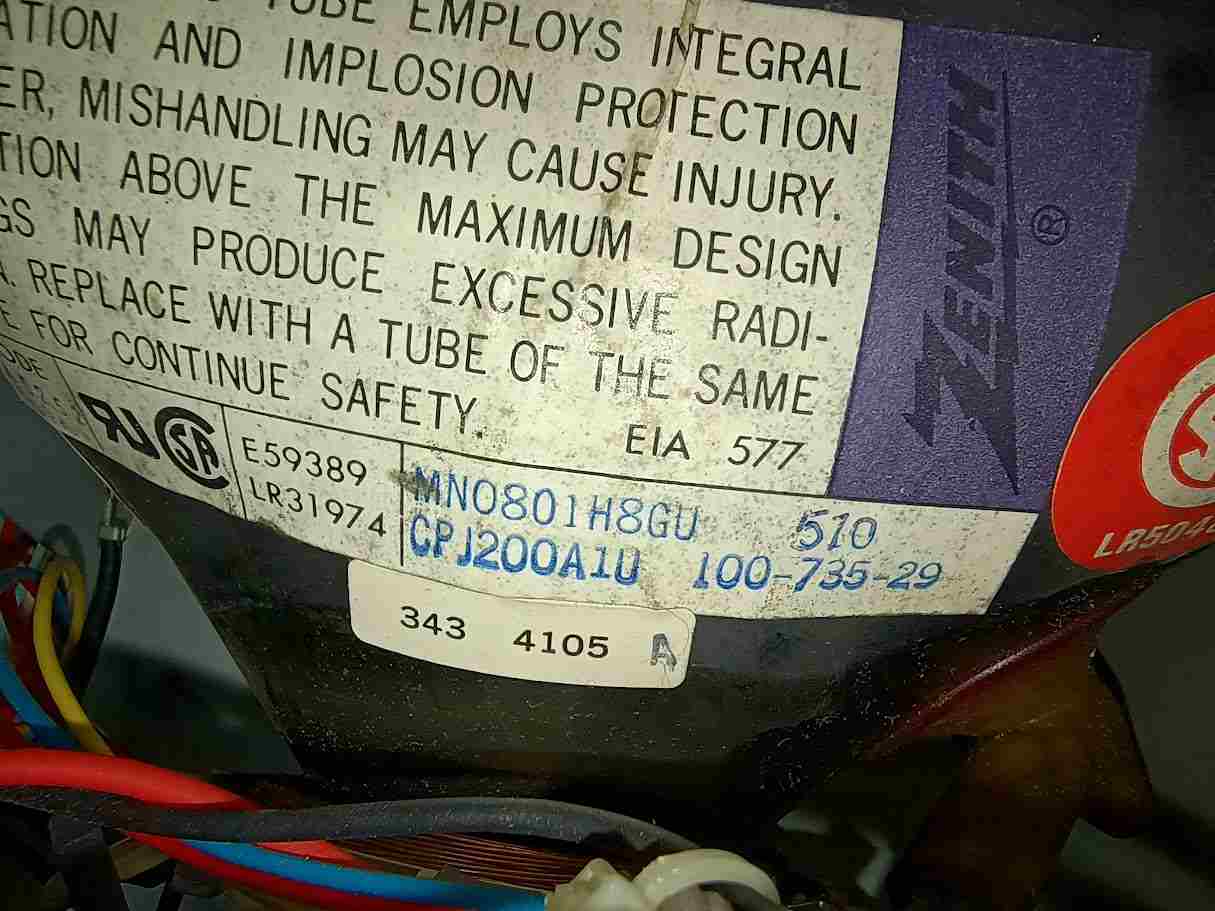 TUBE EMPLOYS INTEGRAL
ATION AND IMPLOSION PROTECTION
ER, MISHANDLING MAY CAUSE INJURY.
TION ABOVE THE MAXIMUM DESIGN
GS MAY PRODUCE EXCESSIVE RADI-
A. REPLACE WITH A TUBE OF THE SAME
E FOR CONTINUE SAFETY.
EIA 577
ODE
E59389
LR31974
MN0801H8GU 510
CPJ200A1U 100-735-29
343 4105 A
ZENITH®
SA
LR504